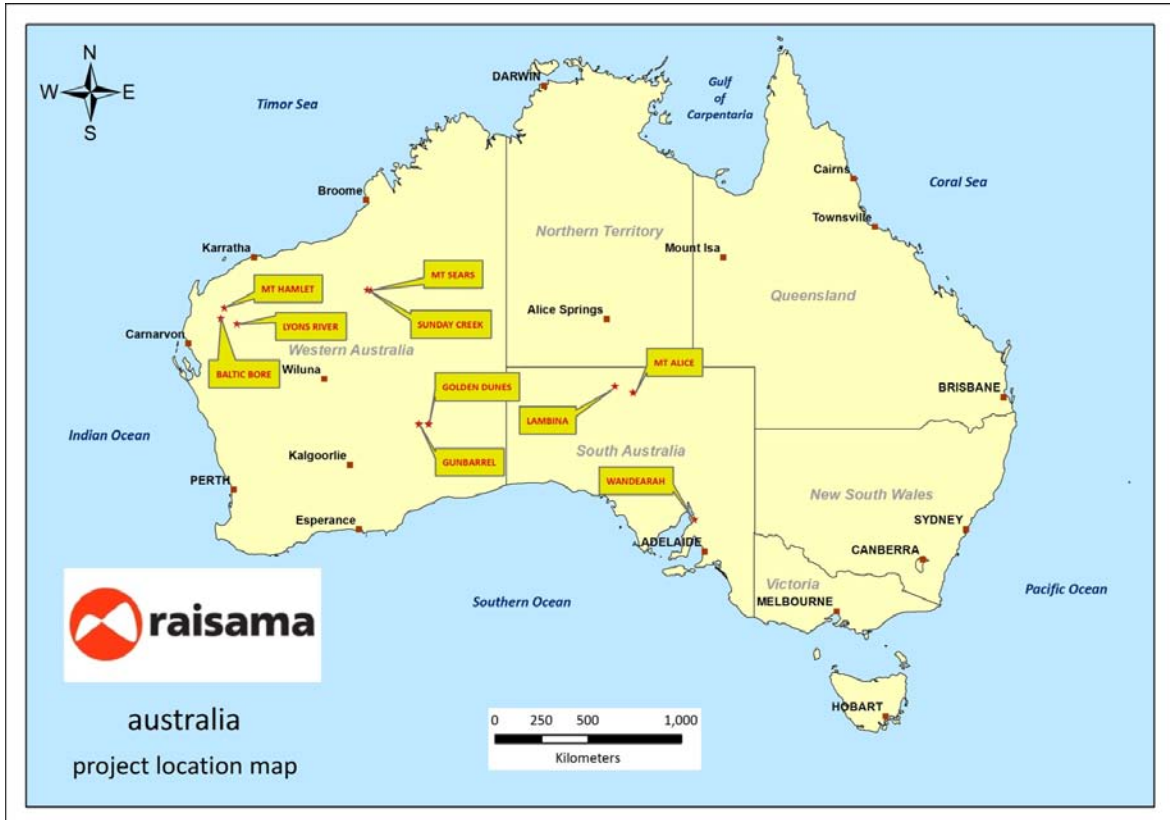 N
W
E
S
DARWIN
Timor Sea
Gulf
of
Carpentaria
Cairns
Coral Sea
Broome
Townsville
Northern Territory
Karratha
Mount Isa
MT SEARS
MT HAMLET
Queensland
Alice Springs
LYONS RIVER
SUNDAY CREEK
Carnarvon
Western Australia
MT ALICE
BALTIC BORE
Wiluna
GOLDEN DUNES
BRISBANE
LAMBINA
Indian Ocean
South Australia
GUNBARREL
Kalgoorlie
WANDEARAH
PERTH
New South Wales
Esperance
SYDNEY
ADELAIDE
CANBERRA
Victoria
Pacific Ocean
Southern Ocean
MELBOURNE
raisama
HOBART
australia
project location map
0 250 500 1,000
Kilometers